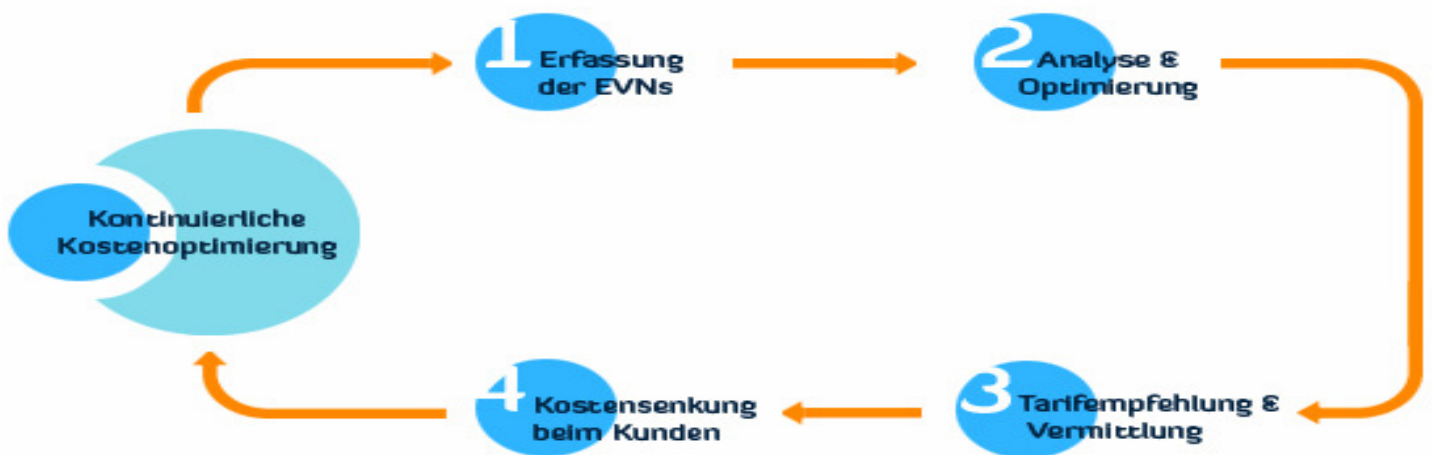 1 Erfassung
der EVNs
2 Analyse &
Optimierung
Kontinuierliche
Kostenoptimierung
4 Kostensenkung
beim Kunden
3 Tarifempfehlung &
Vermittlung